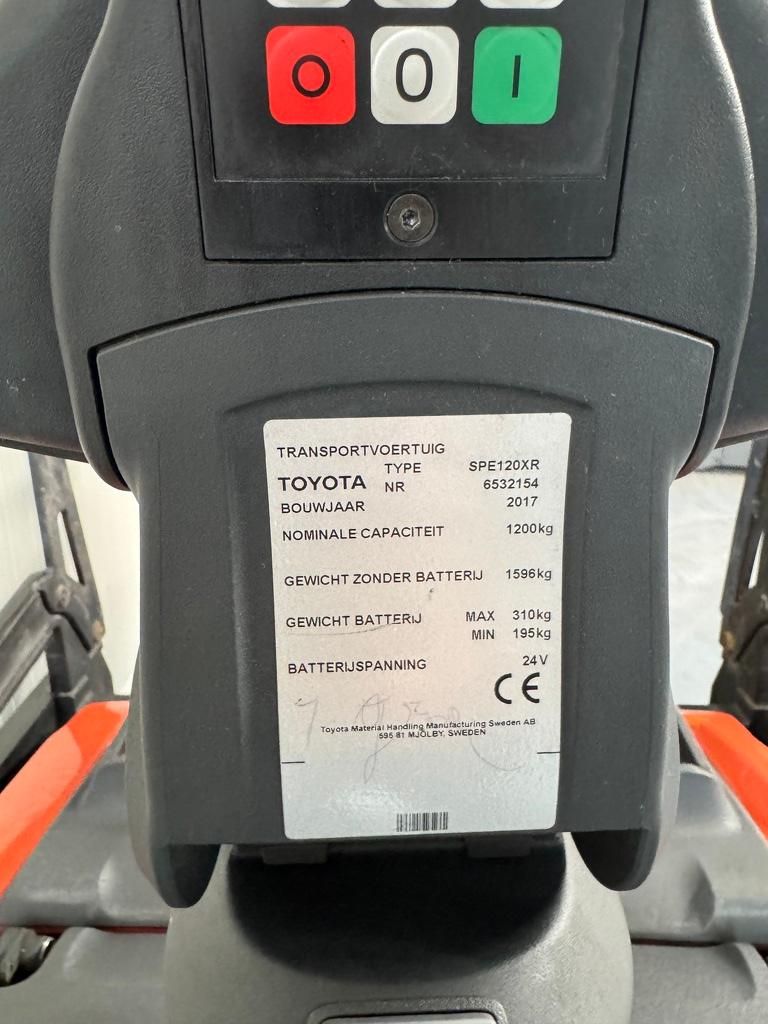 O 0 I
TRANSPORTVOERTUIG
TYPE SPE120XR
TOYOTA NR 6532154
BOUWJAAR 2017
NOMINALE CAPACITEIT 1200kg
GEWICHT ZONDER BATTERIJ 1596kg
GEWICHT BATTERIJ MAX 310kg
MIN 195kg
BATTERIJSPANNING 24V
CE
Toyota Material Handling Manufacturing Sweden AB
595 81 MJÖLBY, SWEDEN